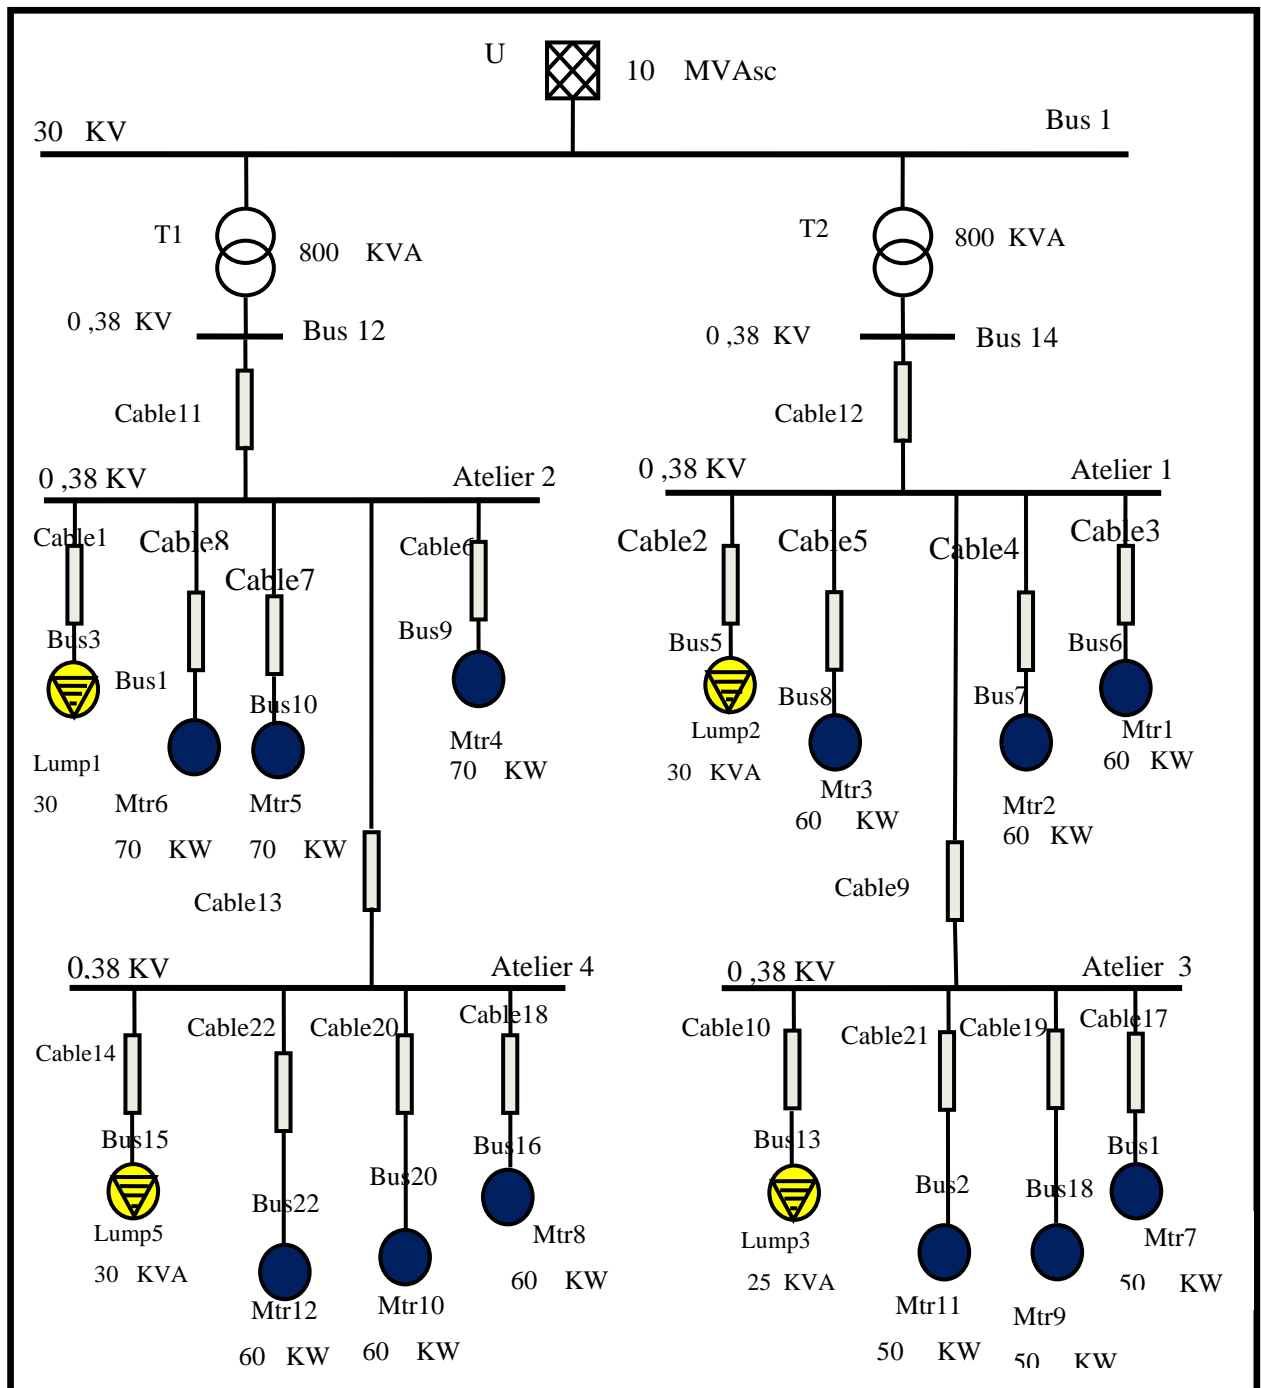 U
10 MVAsc
30 KV
Bus 1
T1
800 KVA
T2
800 KVA
0 ,38 KV
Bus 12
0 ,38 KV
Bus 14
Cable11
Cable12
0 ,38 KV
Atelier 2
0 ,38 KV
Atelier 1
Cable1
Cable8
Cable7
Cable6
Cable2
Cable5
Cable4
Cable3
Bus3
Bus1
Bus10
Bus9
Bus5
Bus8
Bus7
Bus6
Lump1
30
Mtr6
70 KW
Mtr5
70 KW
Mtr4
70 KW
Lump2
30 KVA
Mtr3
60 KW
Mtr2
60 KW
Mtr1
60 KW
Cable13
Cable9
0,38 KV
Atelier 4
0 ,38 KV
Atelier 3
Cable14
Cable22
Cable20
Cable18
Cable10
Cable21
Cable19
Cable17
Bus15
Bus22
Bus20
Bus16
Bus13
Bus2
Bus18
Bus1
Lump5
30 KVA
Mtr12
60 KW
Mtr10
60 KW
Mtr8
60 KW
Lump3
25 KVA
Mtr11
50 KW
Mtr9
50 KW
Mtr7
50 KW